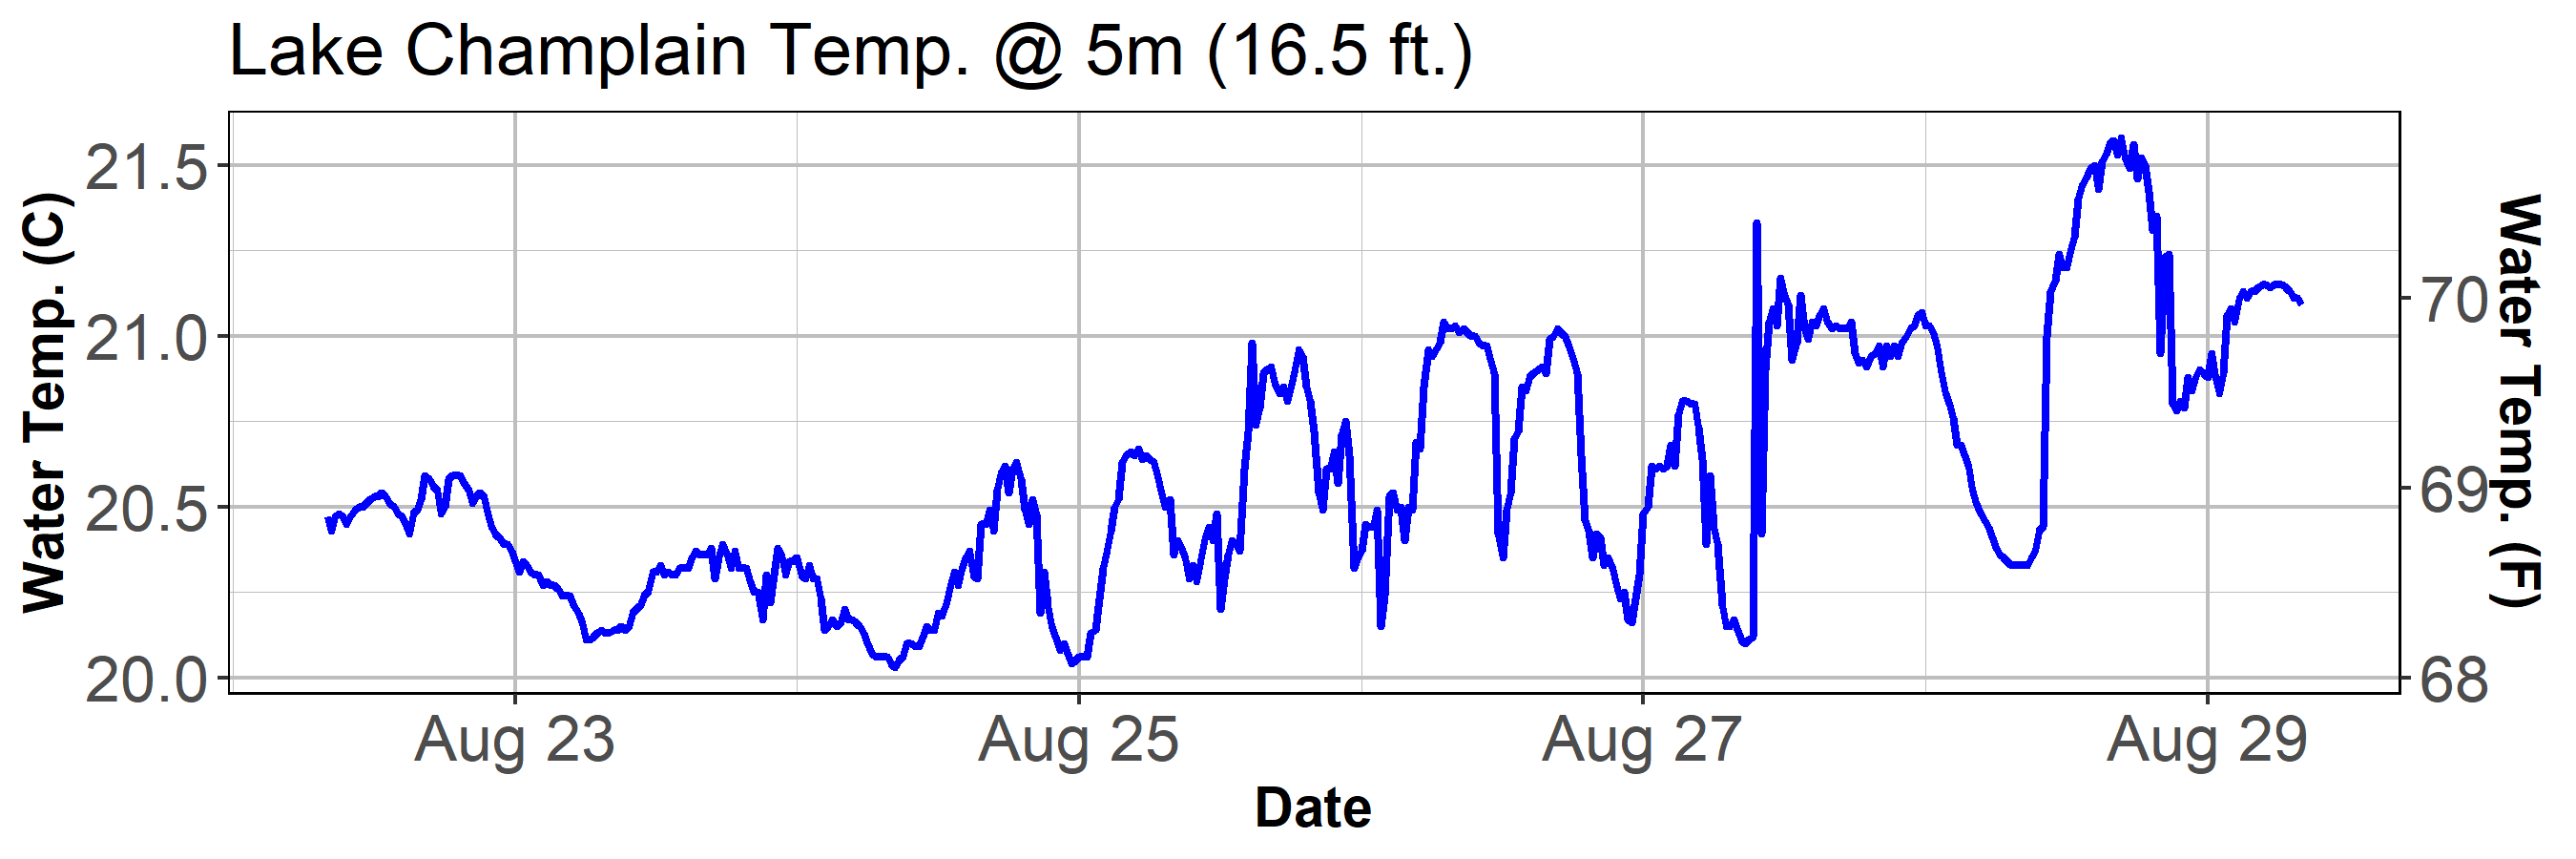 Lake Champlain Temp. @ 5m (16.5 ft.)
Water Temp. (C)
21.5
21.0
20.5
20.0
70
69
68
Water Temp. (F)
Aug 23 Aug 25 Aug 27 Aug 29
Date